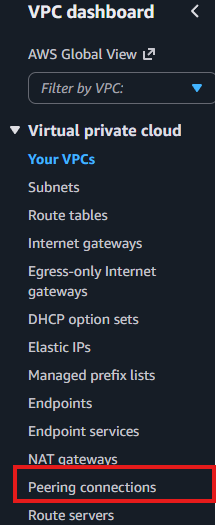 VPC dashboard
AWS Global View
Filter by VPC:
Virtual private cloud
Your VPCs
Subnets
Route tables
Internet gateways
Egress-only Internet
gateways
DHCP option sets
Elastic IPs
Managed prefix lists
Endpoints
Endpoint services
NAT gateways
Peering connections
Route servers